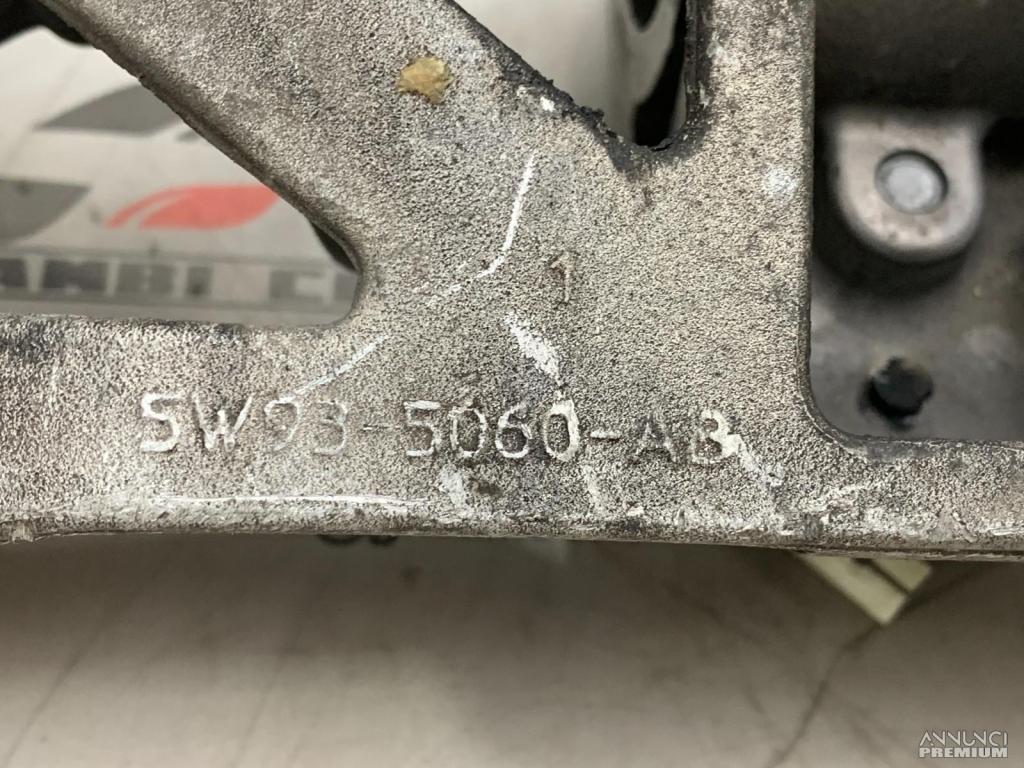 1
5W93-5060-AB
ANNUNCI
PREMIUM